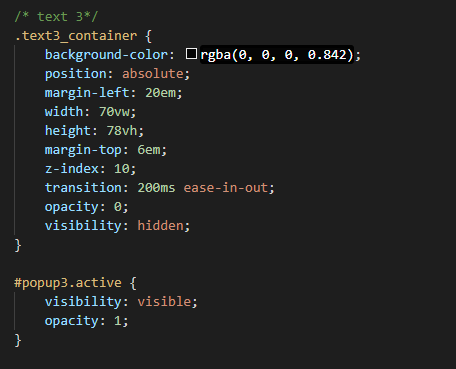 /* text 3*/
.text3_container {
background-color: rgba(0, 0, 0, 0.842);
position: absolute;
margin-left: 20em;
width: 70vw;
height: 78vh;
margin-top: 6em;
z-index: 10;
transition: 200ms ease-in-out;
opacity: 0;
visibility: hidden;
}
#popup3.active {
visibility: visible;
opacity: 1;
}